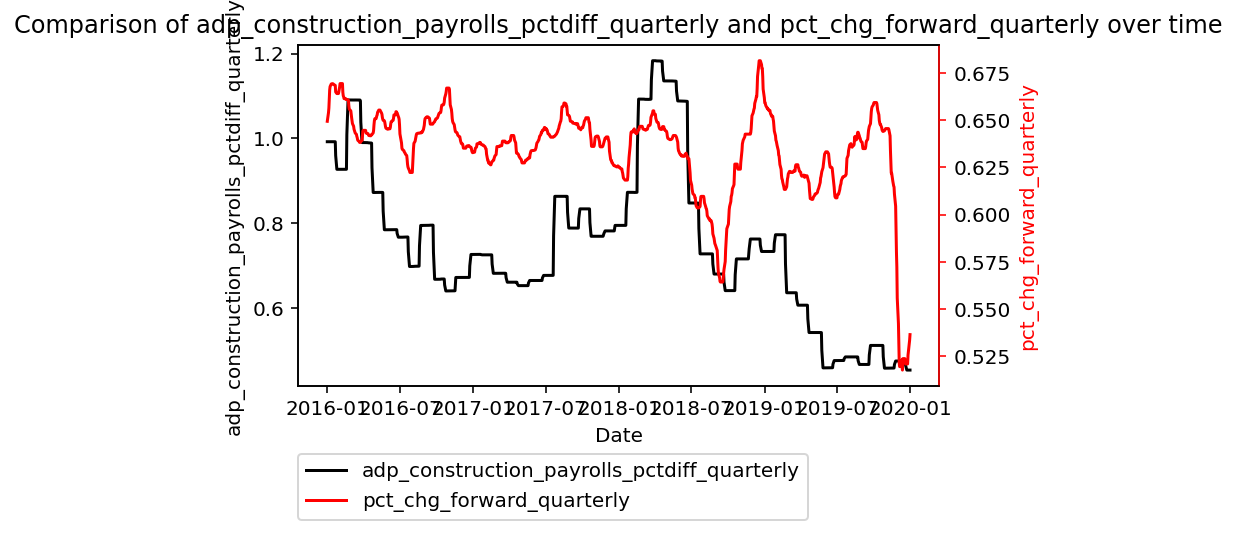 Comparison of adp_construction_payrolls_pctdiff_quarterly and pct_chg_forward_quarterly over time
adp_construction_payrolls_pctdiff_quarterly
1.2
1.0
0.8
0.6
0.675
0.650
0.625
0.600
0.575
0.550
0.525
pct_chg_forward_quarterly
2016-01 2016-07 2017-01 2017-07 2018-01 2018-07 2019-01 2019-07 2020-01
Date
adp_construction_payrolls_pctdiff_quarterly
pct_chg_forward_quarterly